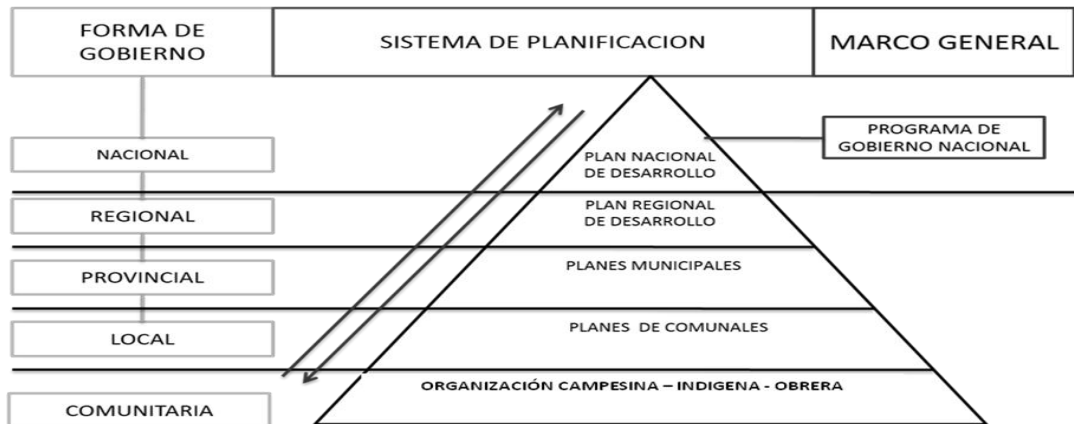 FORMA DE
GOBIERNO
SISTEMA DE PLANIFICACION
MARCO GENERAL
NACIONAL
PLAN NACIONAL
DE DESARROLLO
PROGRAMA DE
GOBIERNO NACIONAL
REGIONAL
PLAN REGIONAL
DE DESARROLLO
PROVINCIAL
PLANES MUNICIPALES
LOCAL
PLANES DE COMUNALES
COMUNITARIA
ORGANIZACIÓN CAMPESINA – INDIGENA - OBRERA